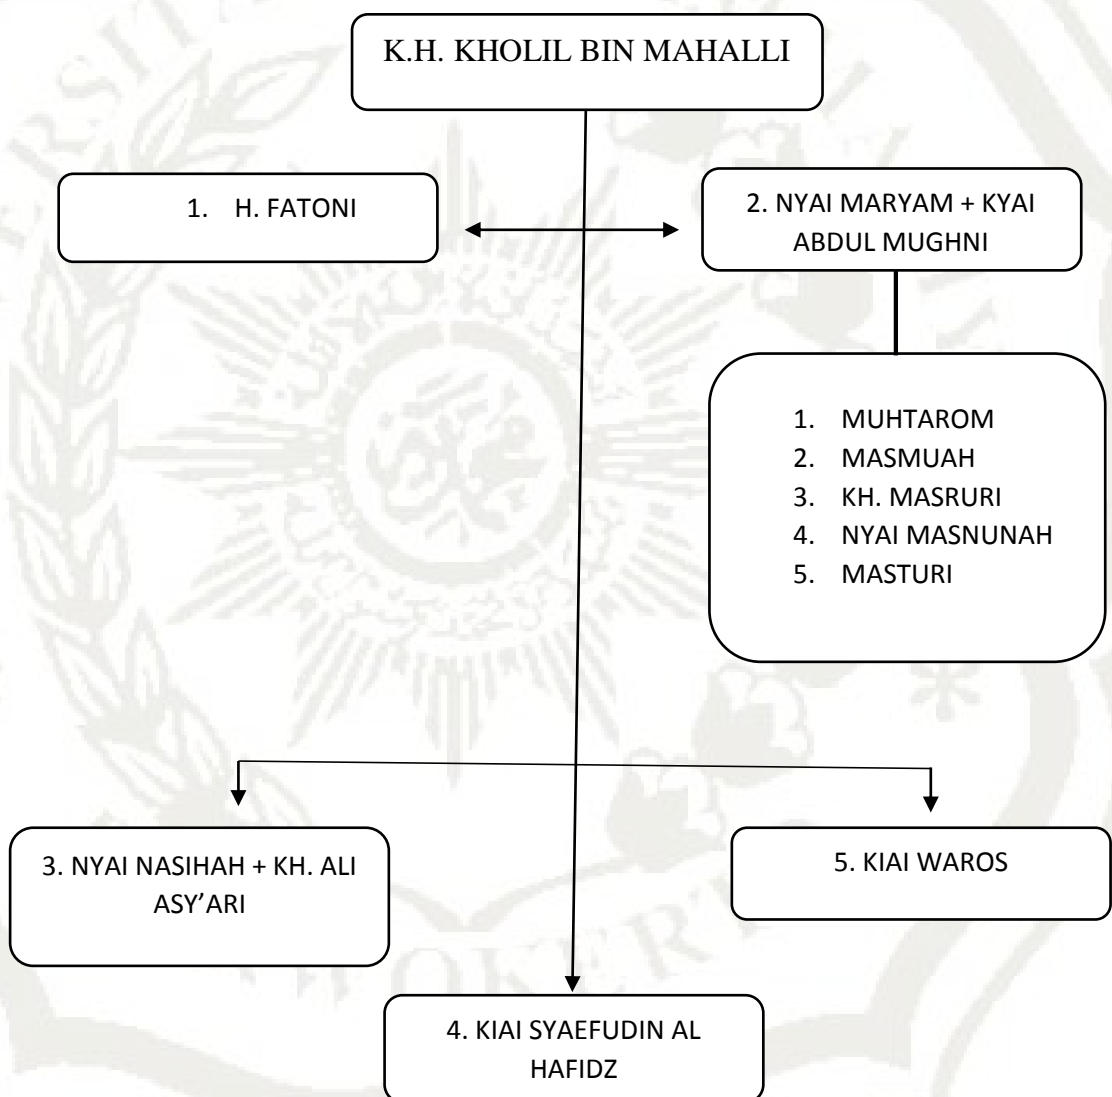 K.H. KHOLIL BIN MAHALLI
1. H. FATONI
2. NYAI MARYAM + KYAI
ABDUL MUGHNI
1. MUHTAROM
2. MASMUAH
3. KH. MASRURI
4. NYAI MASNUNAH
5. MASTURI
3. NYAI NASIHAH + KH. ALI
ASY’ARI
5. KIAI WAROS
4. KIAI SYAEFUDIN AL
HAFIDZ